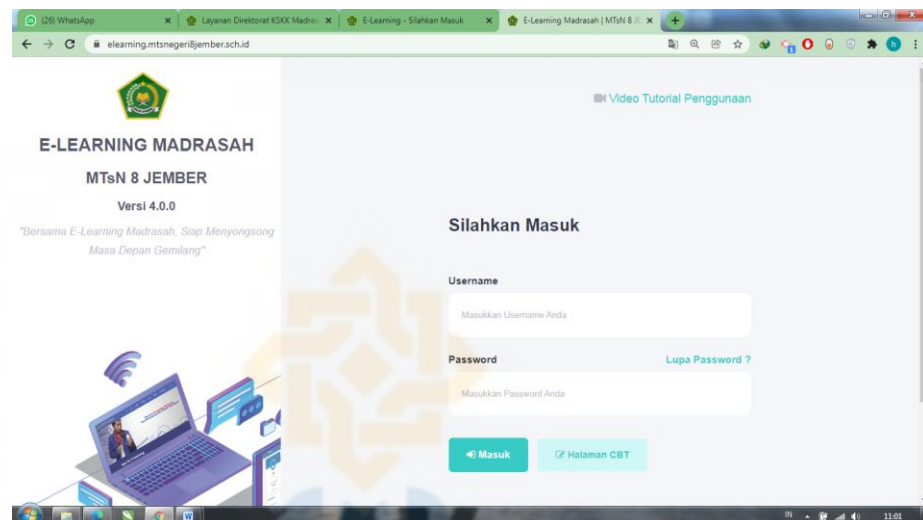 (26) WhatsApp
Layanan Direktorat KSKK Madras
E-Learning - Silahkan Masuk
E-Learning Madrasah | MTsN 8 JE
elearning.mtsnegeri8jember.sch.id
Video Tutorial Penggunaan
E-LEARNING MADRASAH
MTsN 8 JEMBER
Versi 4.0.0
"Bersama E-Learning Madrasah, Siap Menyongsong
Masa Depan Gemilang"
Silahkan Masuk
Username
Masukkan Username Anda
Password
Lupa Password ?
Masukkan Password Anda
Masuk
Halaman CBT
IN
11:01